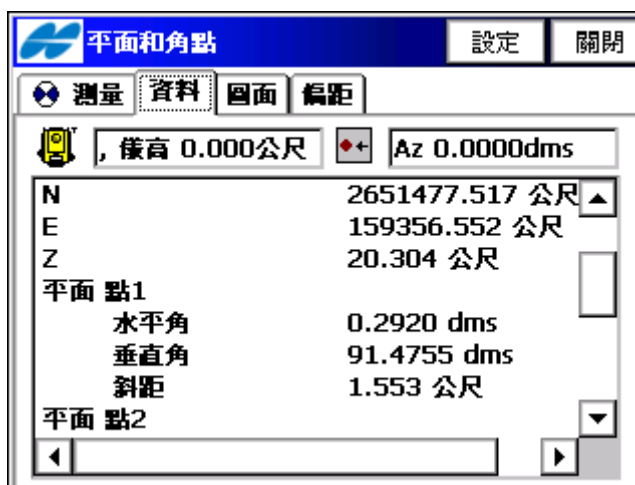 平面和角點 設定 關閉
測量 資料 圖面 偏距
, 儀高 0.000公尺 Az 0.0000dms
N 2651477.517 公尺
E 159356.552 公尺
Z 20.304 公尺
平面 點1
水平角 0.2920 dms
垂直角 91.4755 dms
斜距 1.553 公尺
平面 點2